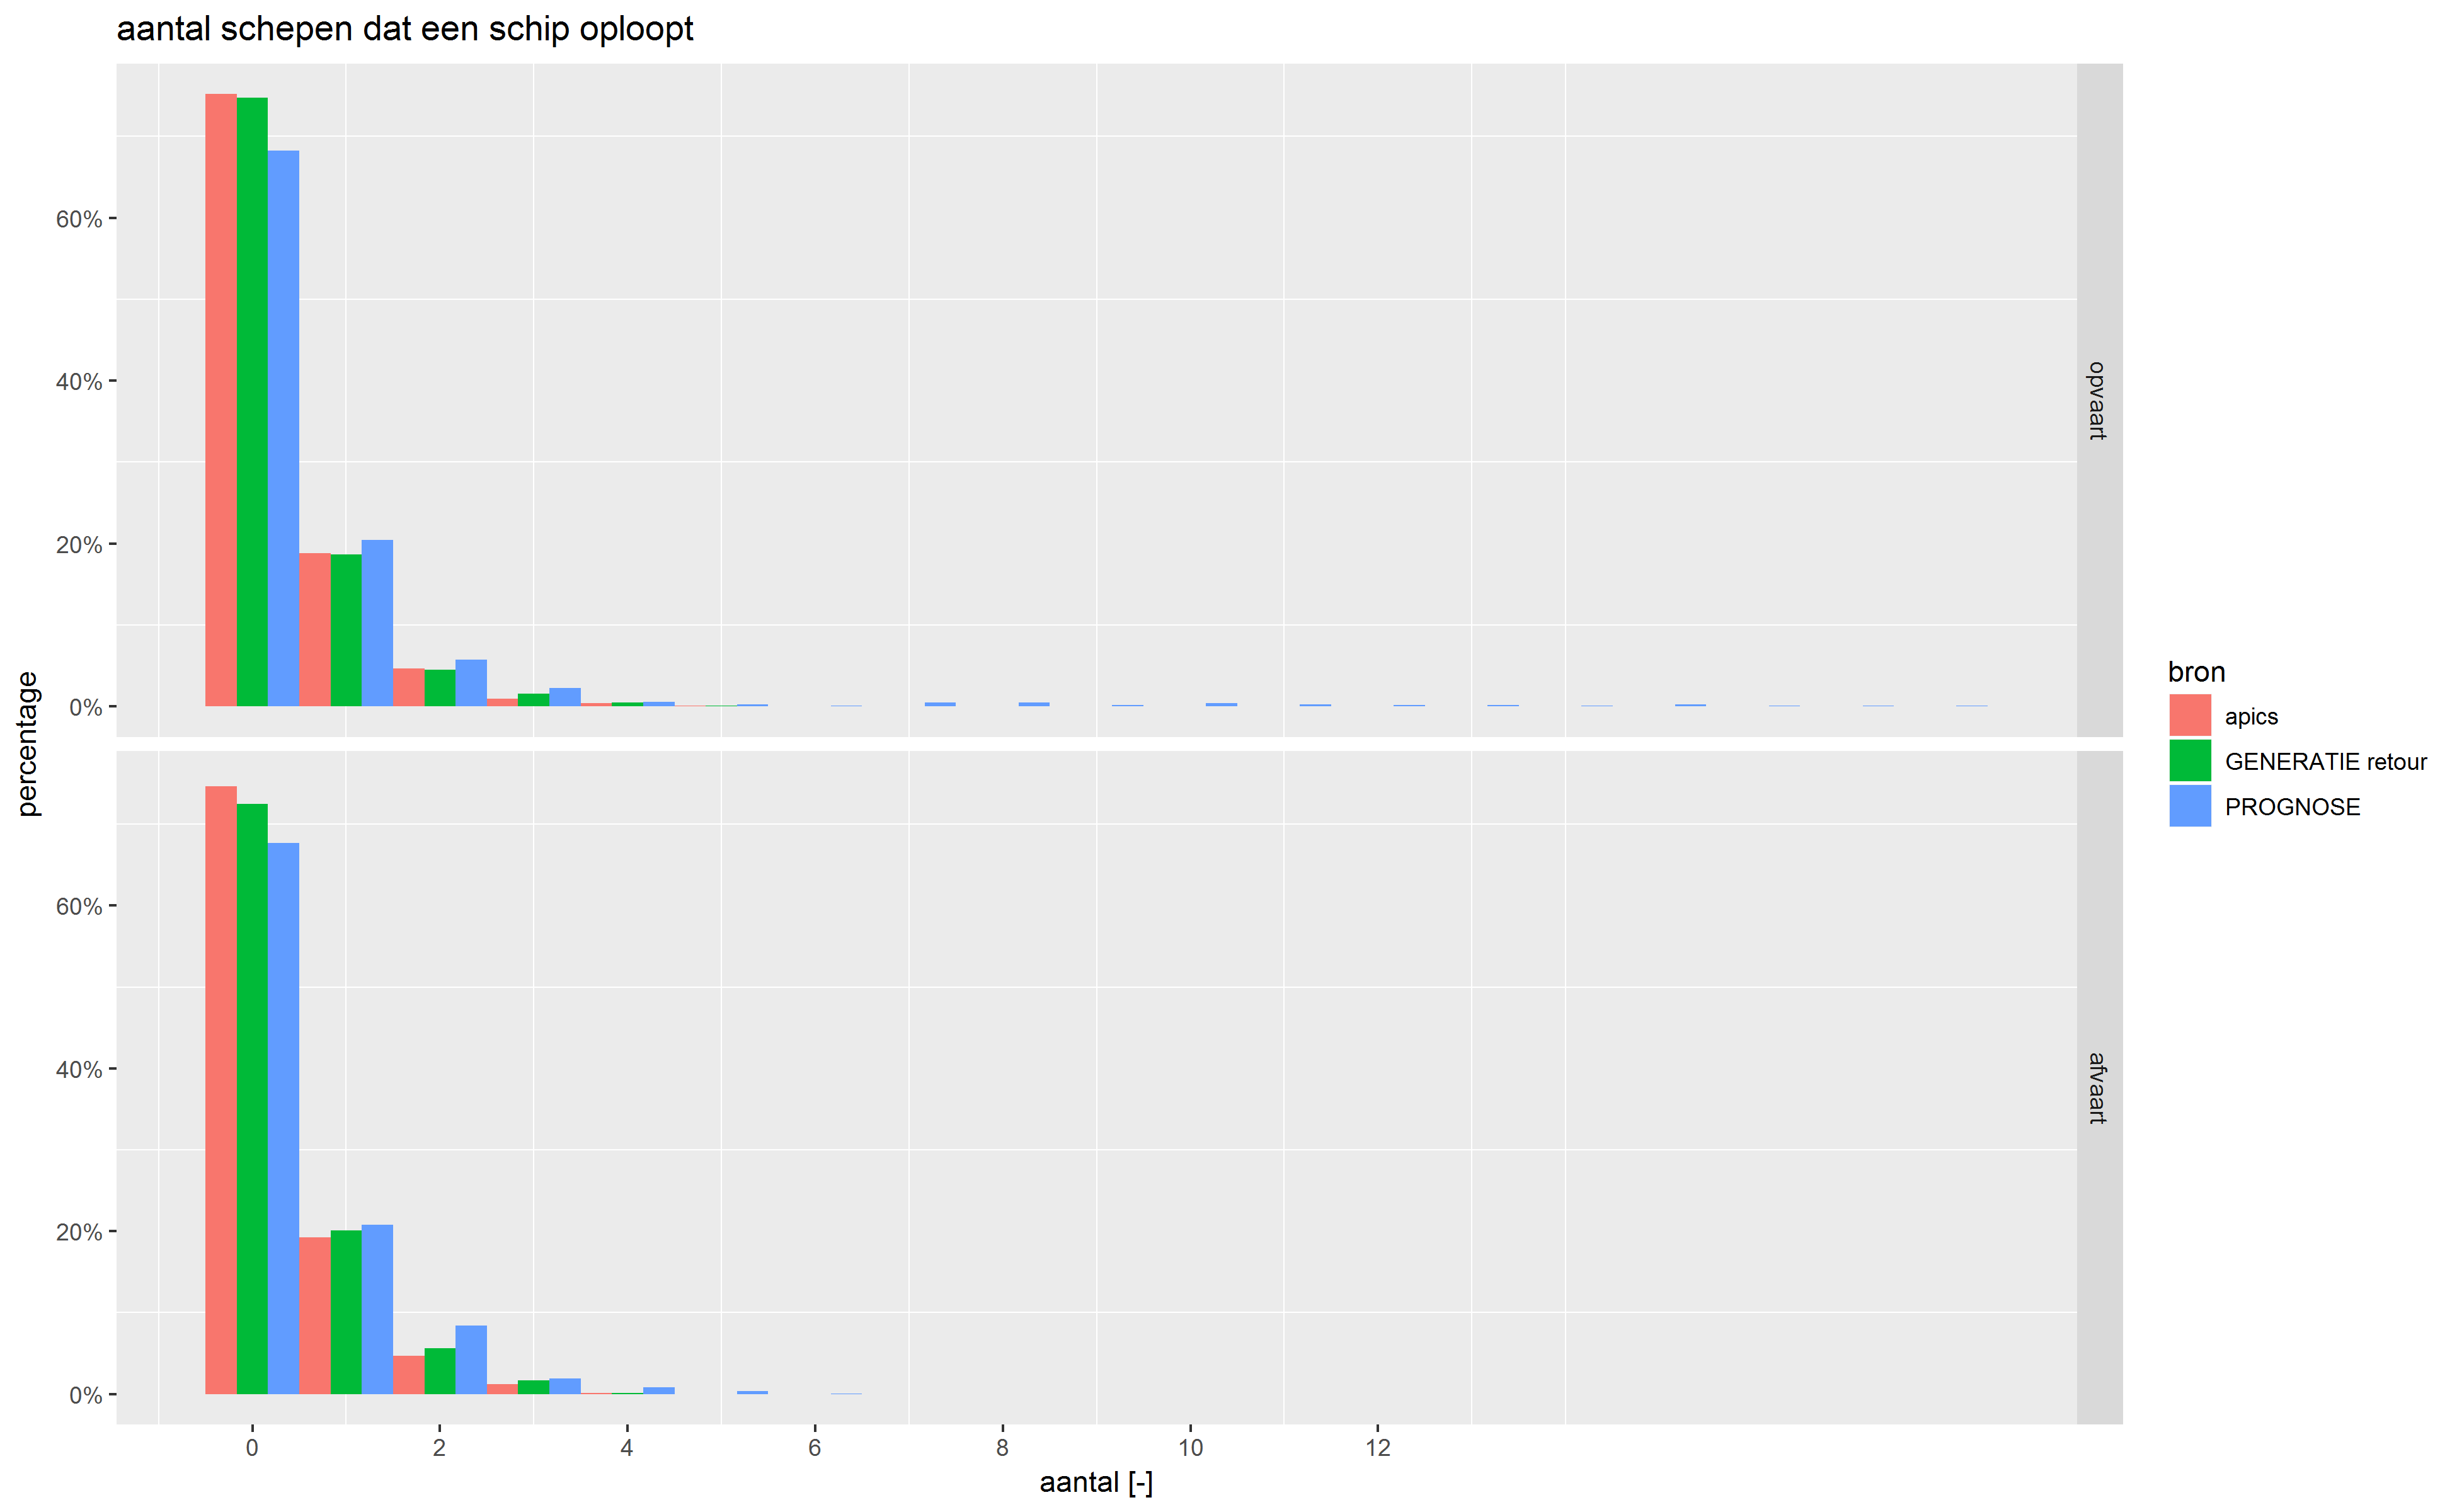 aantal schepen dat een schip oploopt
percentage
60%
40%
20%
0%
opvaart
60%
40%
20%
0%
afvaart
0 2 4 6 8 10 12
aantal [-]
bron
apics
GENERATIE retour
PROGNOSE